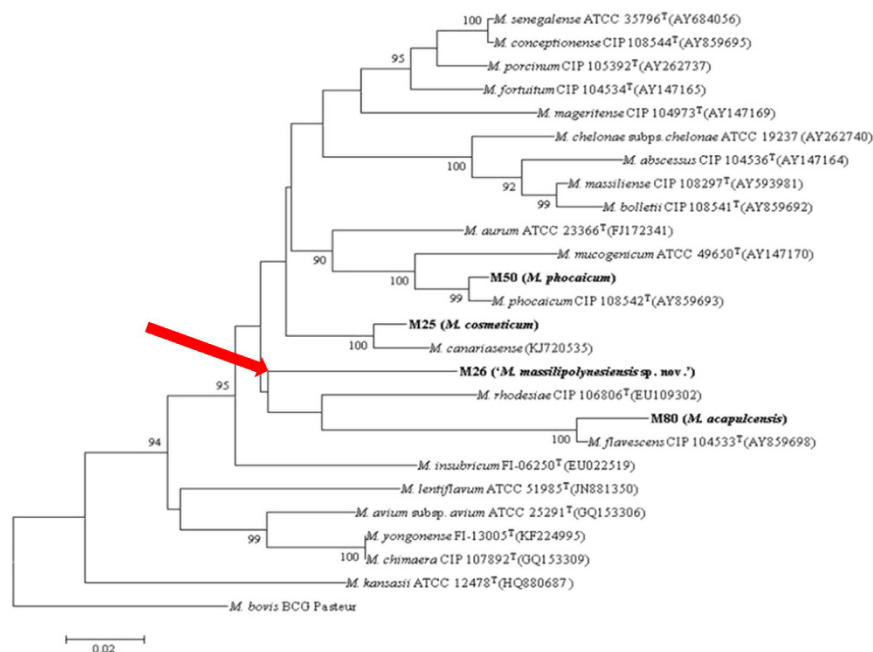 100
M. senegalense ATCC 35796T(AY684056)
M. conceptionense CIP 108544T(AY859695)
95
M. porcinum CIP 105392T(AY262737)
M. fortuitum CIP 104534T(AY147165)
M. mageritense CIP 104973T(AY147169)
M. chelonae subps. chelonae ATCC 19237 (AY262740)
100
M. abscessus CIP 104536T(AY147164)
92
M. massiliense CIP 108297T(AY593981)
99
M. bolletii CIP 108541T(AY859692)
M. aurum ATCC 23366T(FJ172341)
90
M. mucogenicum ATCC 49650T(AY147170)
100
M50 (M. phocaicum)
99
M. phocaicum CIP 108542T(AY859693)
M25 (M. cosmeticum)
100
M. canariasense (KJ720535)
M26 ('M. massilipolynesiensis sp. nov.')
95
M. rhodesiae CIP 106806T(EU109302)
M80 (M. acapulcensis)
100
M. flavescens CIP 104533T(AY859698)
94
M. insubricum FI-06250T(EU022519)
M. lentiflavum ATCC 51985T(JN881350)
M. avium subsp. avium ATCC 25291T(GQ153306)
99
M. yongonense FI-13005T(KF224995)
100
M. chimaera CIP 107892T(GQ153309)
M. kansasii ATCC 12478T(HQ880687)
M. bovis BCG Pasteur
0.02